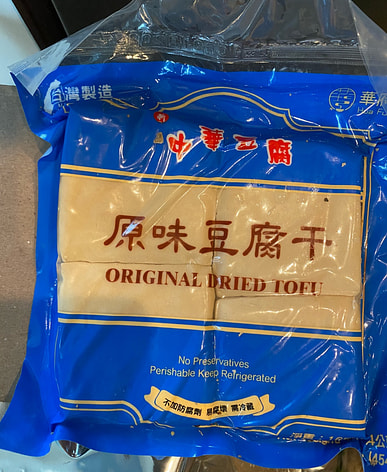 台灣製造
中華豆腐
原味豆腐干
ORIGINAL DRIED TOFU
No Preservatives
Perishable Keep Refrigerated
不加防腐劑 易腐壞 需冷藏